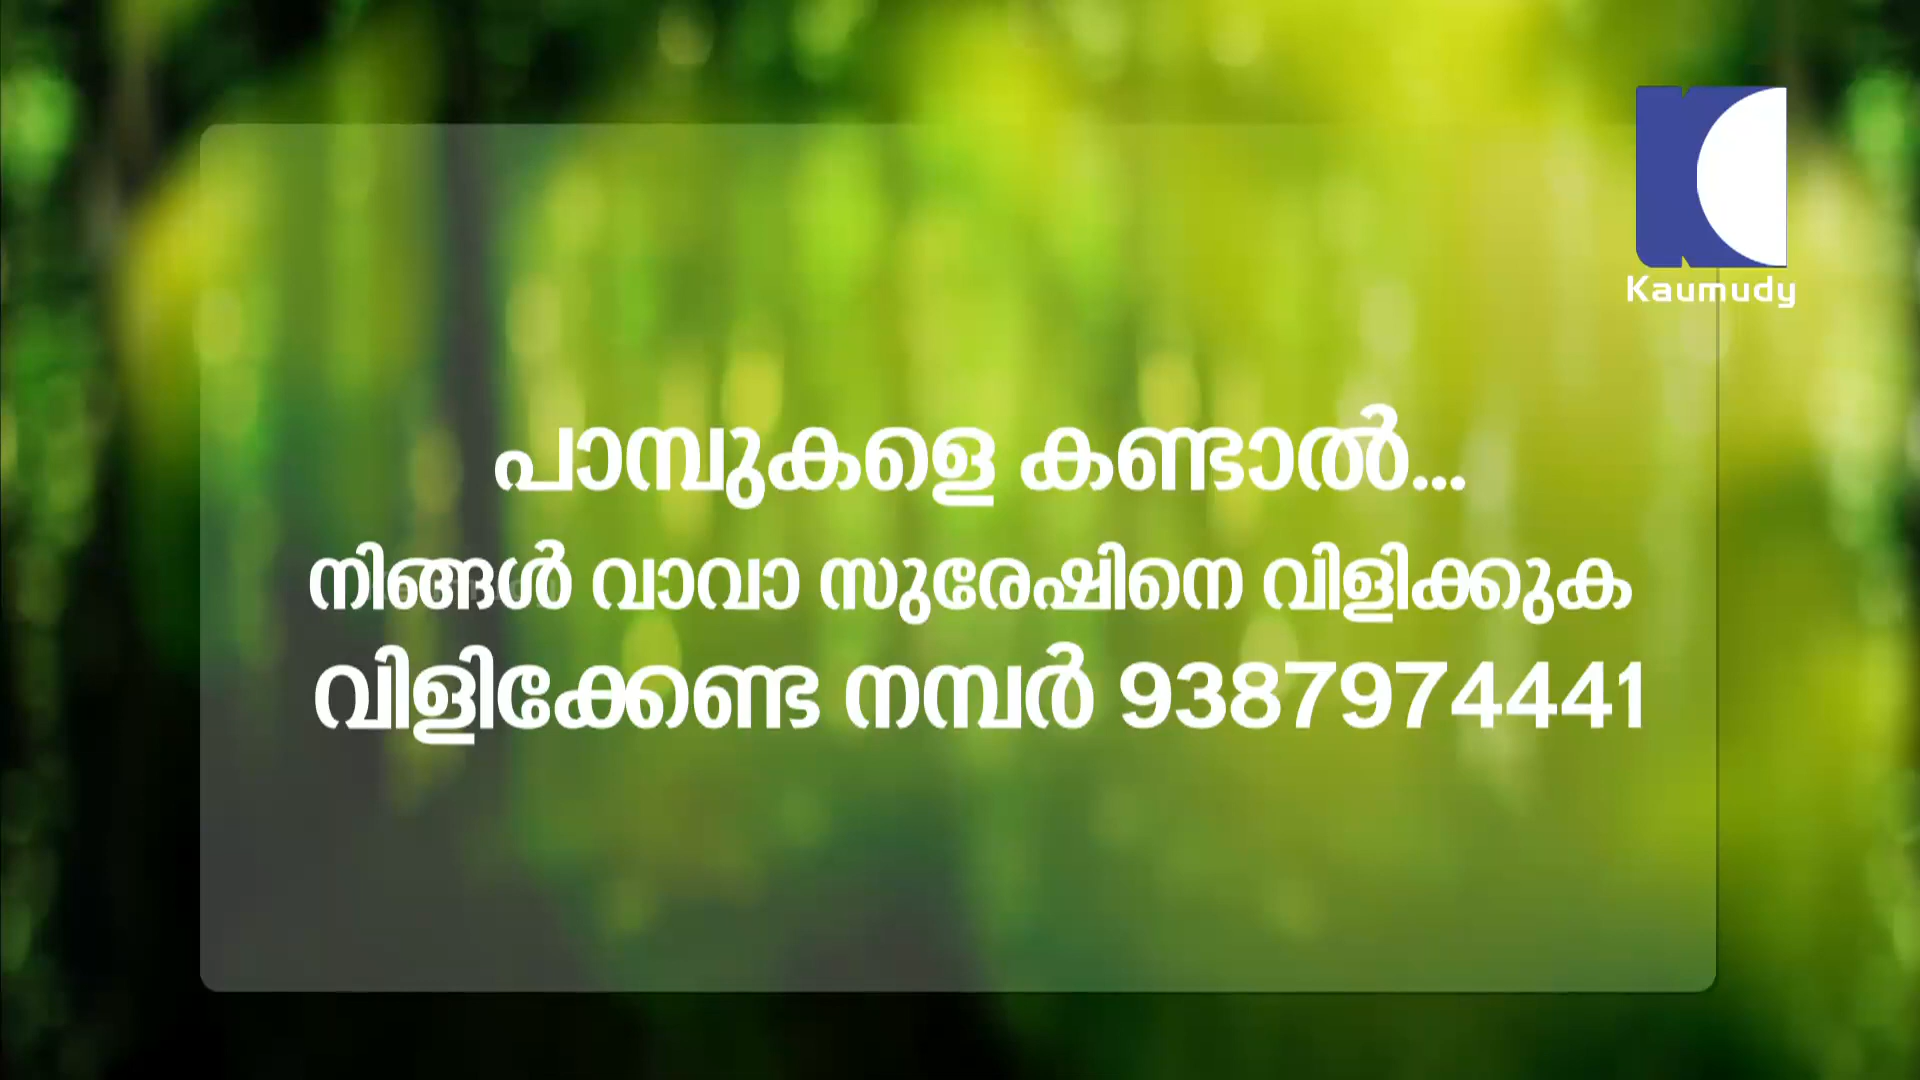 Kaumudy
പാമ്പുകളെ കണ്ടാൽ...
നിങ്ങൾ വാവാ സുരേഷിനെ വിളിക്കുക
വിളിക്കേണ്ട നമ്പർ 9387974441